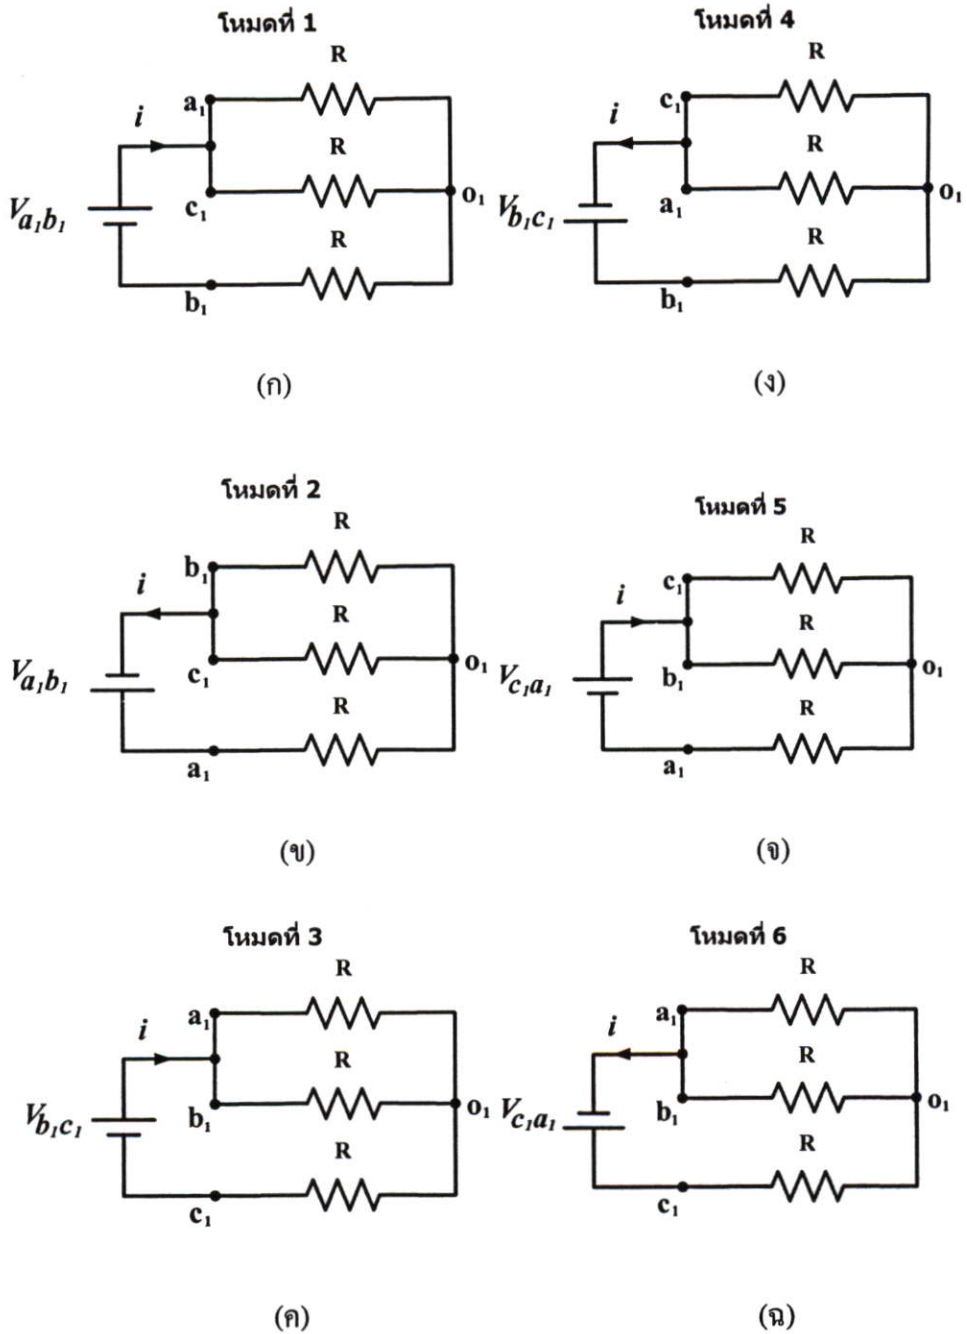 โหมดที่ 1
R
a₁
i
R
c₁
o₁
Va₁b₁
R
b₁
(ก)
โหมดที่ 4
R
c₁
i
R
a₁
o₁
Vb₁c₁
R
b₁
(ง)
โหมดที่ 2
R
b₁
i
R
c₁
o₁
Va₁b₁
R
a₁
(ข)
โหมดที่ 5
R
c₁
i
R
b₁
o₁
Vc₁a₁
R
a₁
(จ)
โหมดที่ 3
R
a₁
i
R
b₁
o₁
Vb₁c₁
R
c₁
(ค)
โหมดที่ 6
R
a₁
i
R
b₁
o₁
Vc₁a₁
R
c₁
(ฉ)